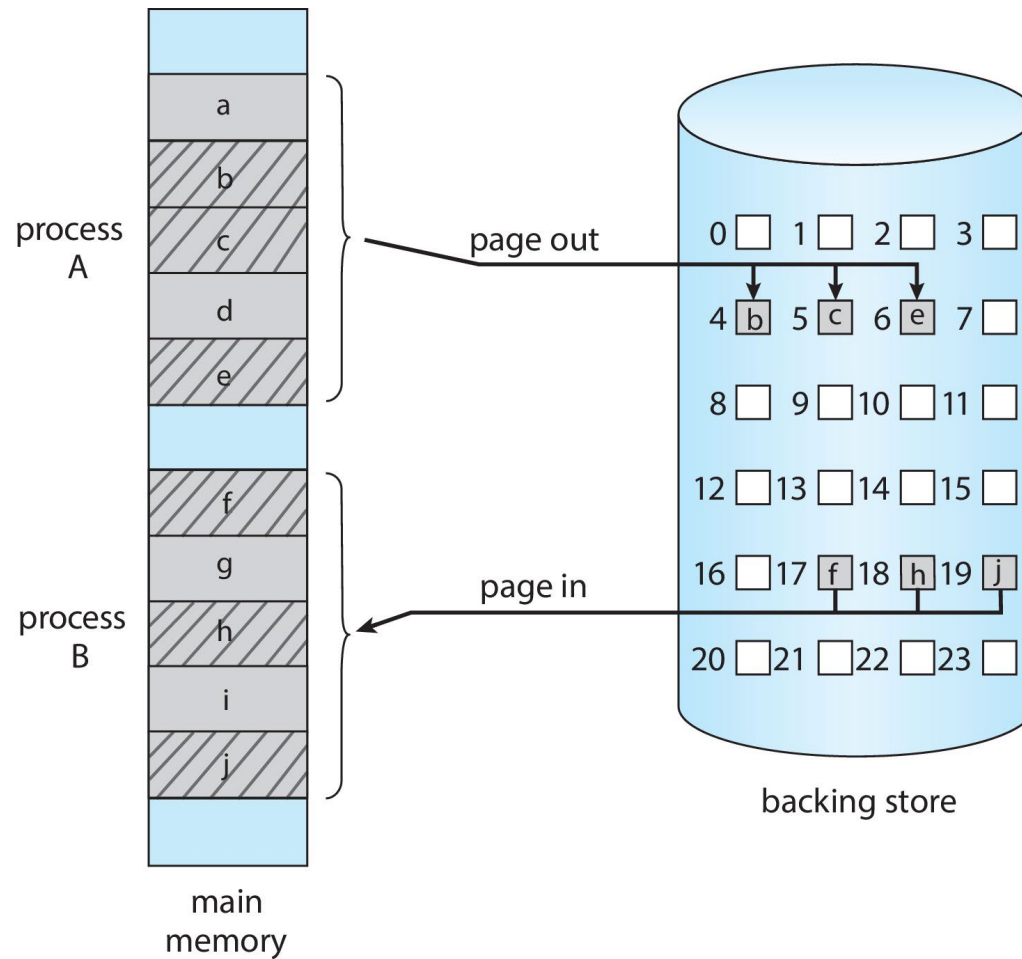 a
b
process
A
c
d
e
f
g
process
B
h
i
j
main
memory
page out
page in
0 1 2 3
4 b 5 c 6 e 7
8 9 10 11
12 13 14 15
16 17 f 18 h 19 j
20 21 22 23
backing store